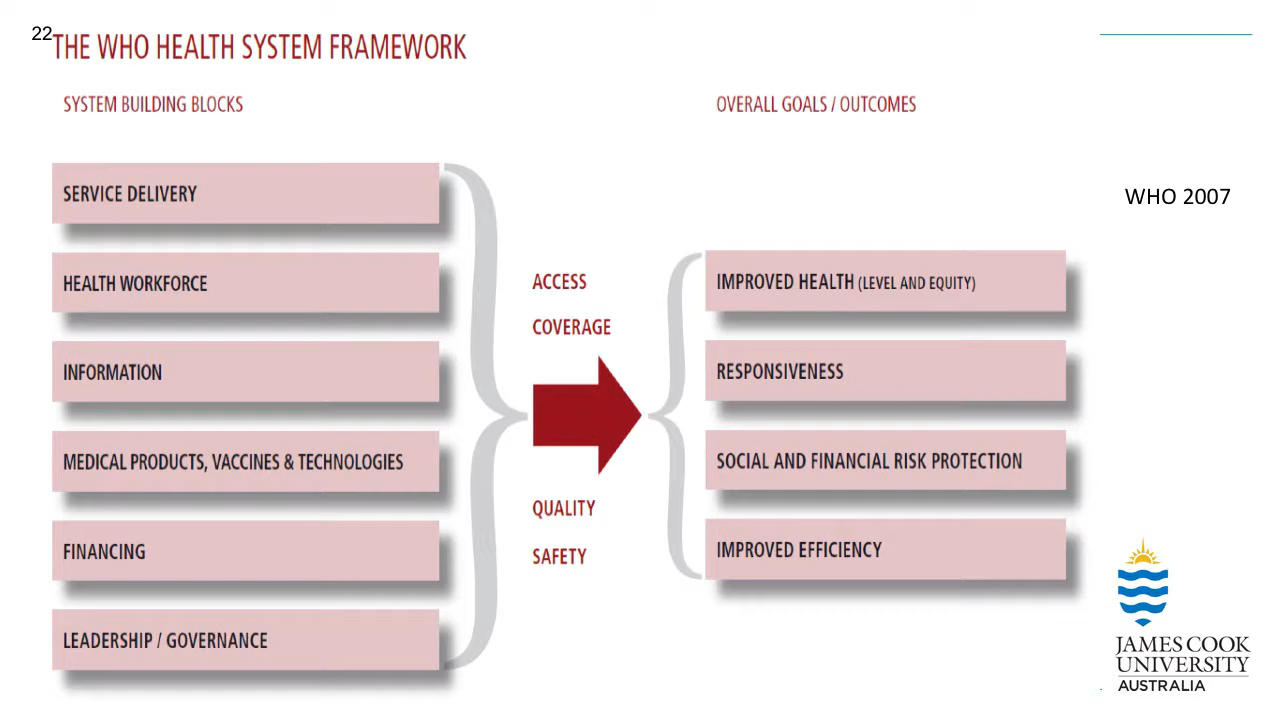 22
THE WHO HEALTH SYSTEM FRAMEWORK
SYSTEM BUILDING BLOCKS
OVERALL GOALS / OUTCOMES
SERVICE DELIVERY
HEALTH WORKFORCE
INFORMATION
MEDICAL PRODUCTS, VACCINES & TECHNOLOGIES
FINANCING
LEADERSHIP / GOVERNANCE
ACCESS
COVERAGE
QUALITY
SAFETY
IMPROVED HEALTH (LEVEL AND EQUITY)
RESPONSIVENESS
SOCIAL AND FINANCIAL RISK PROTECTION
IMPROVED EFFICIENCY
WHO 2007
JAMES COOK
UNIVERSITY
AUSTRALIA